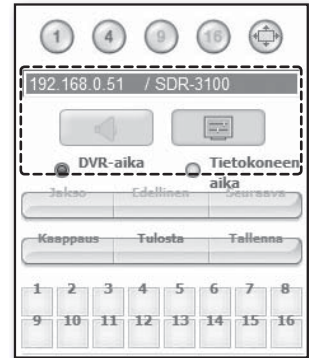 1 4 9 16
192.168.0.51 / SDR-3100
DVR-aika Tietokoneen aika
Jakso Edellinen Seuraava
Kaappaus Tulosta Tallenna
1 2 3 4 5 6 7 8
9 10 11 12 13 14 15 16